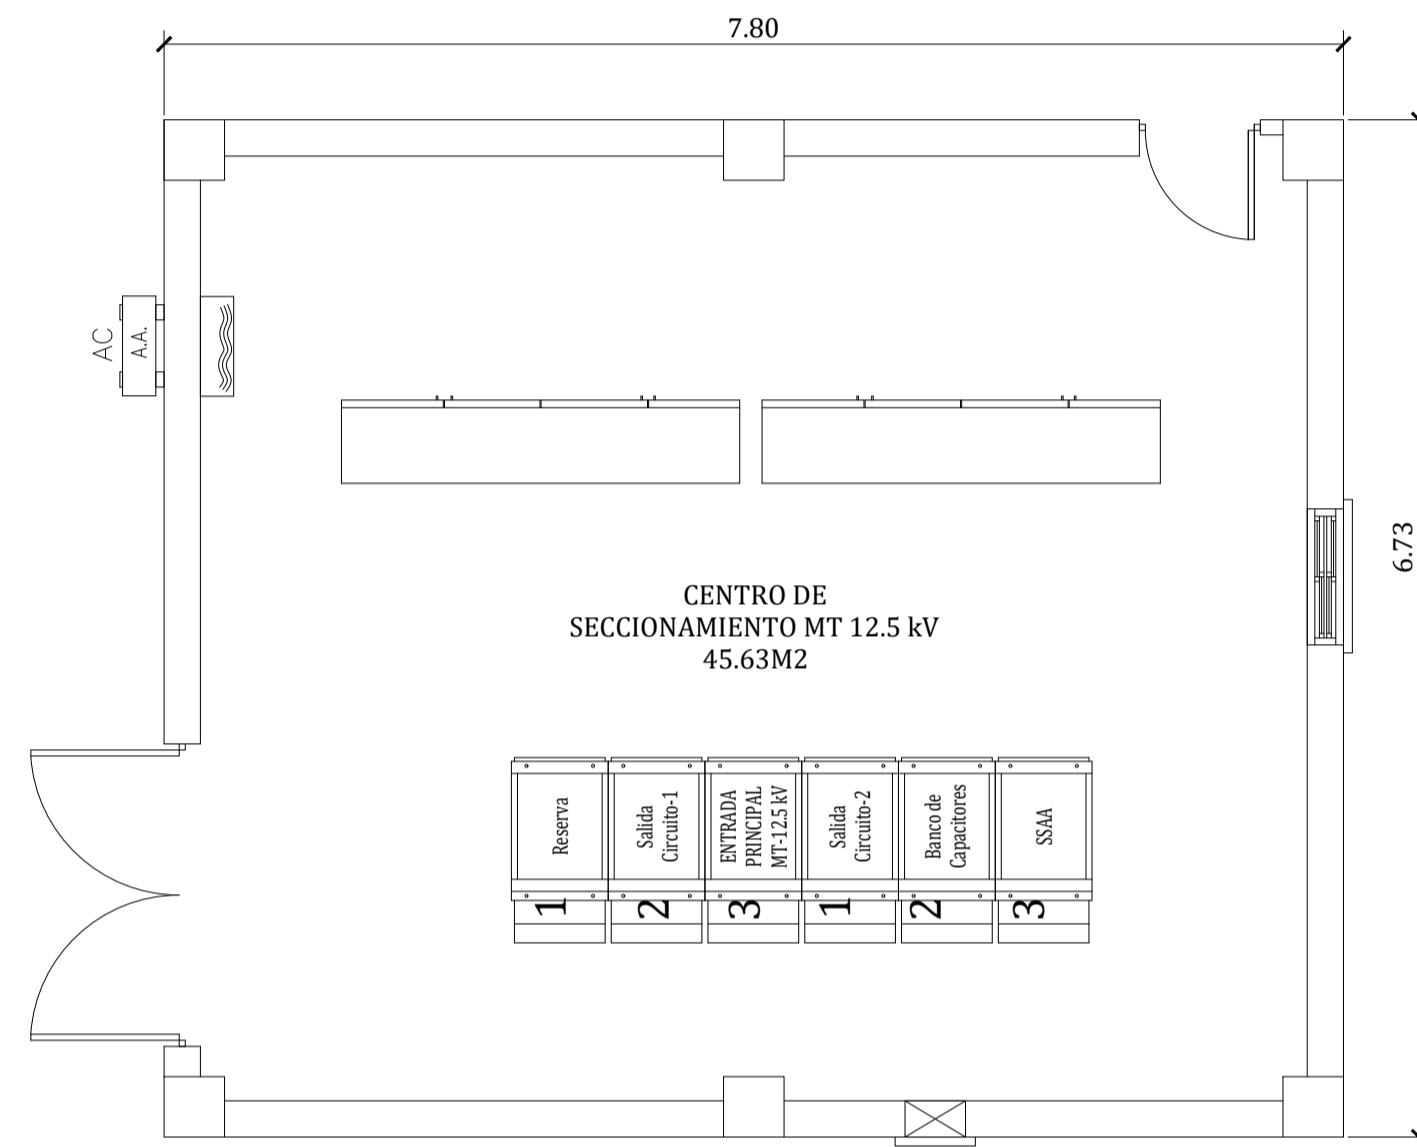 7.80
AC
A.A.
6.73
CENTRO DE
SECCIONAMIENTO MT 12.5 kV
45.63M2
Reserva
Salida
Circuito-1
ENTRADA
PRINCIPAL
MT-12.5 kV
Salida
Circuito-2
Banco de
Capacitores
SSAA
1
2
3
1
2
3